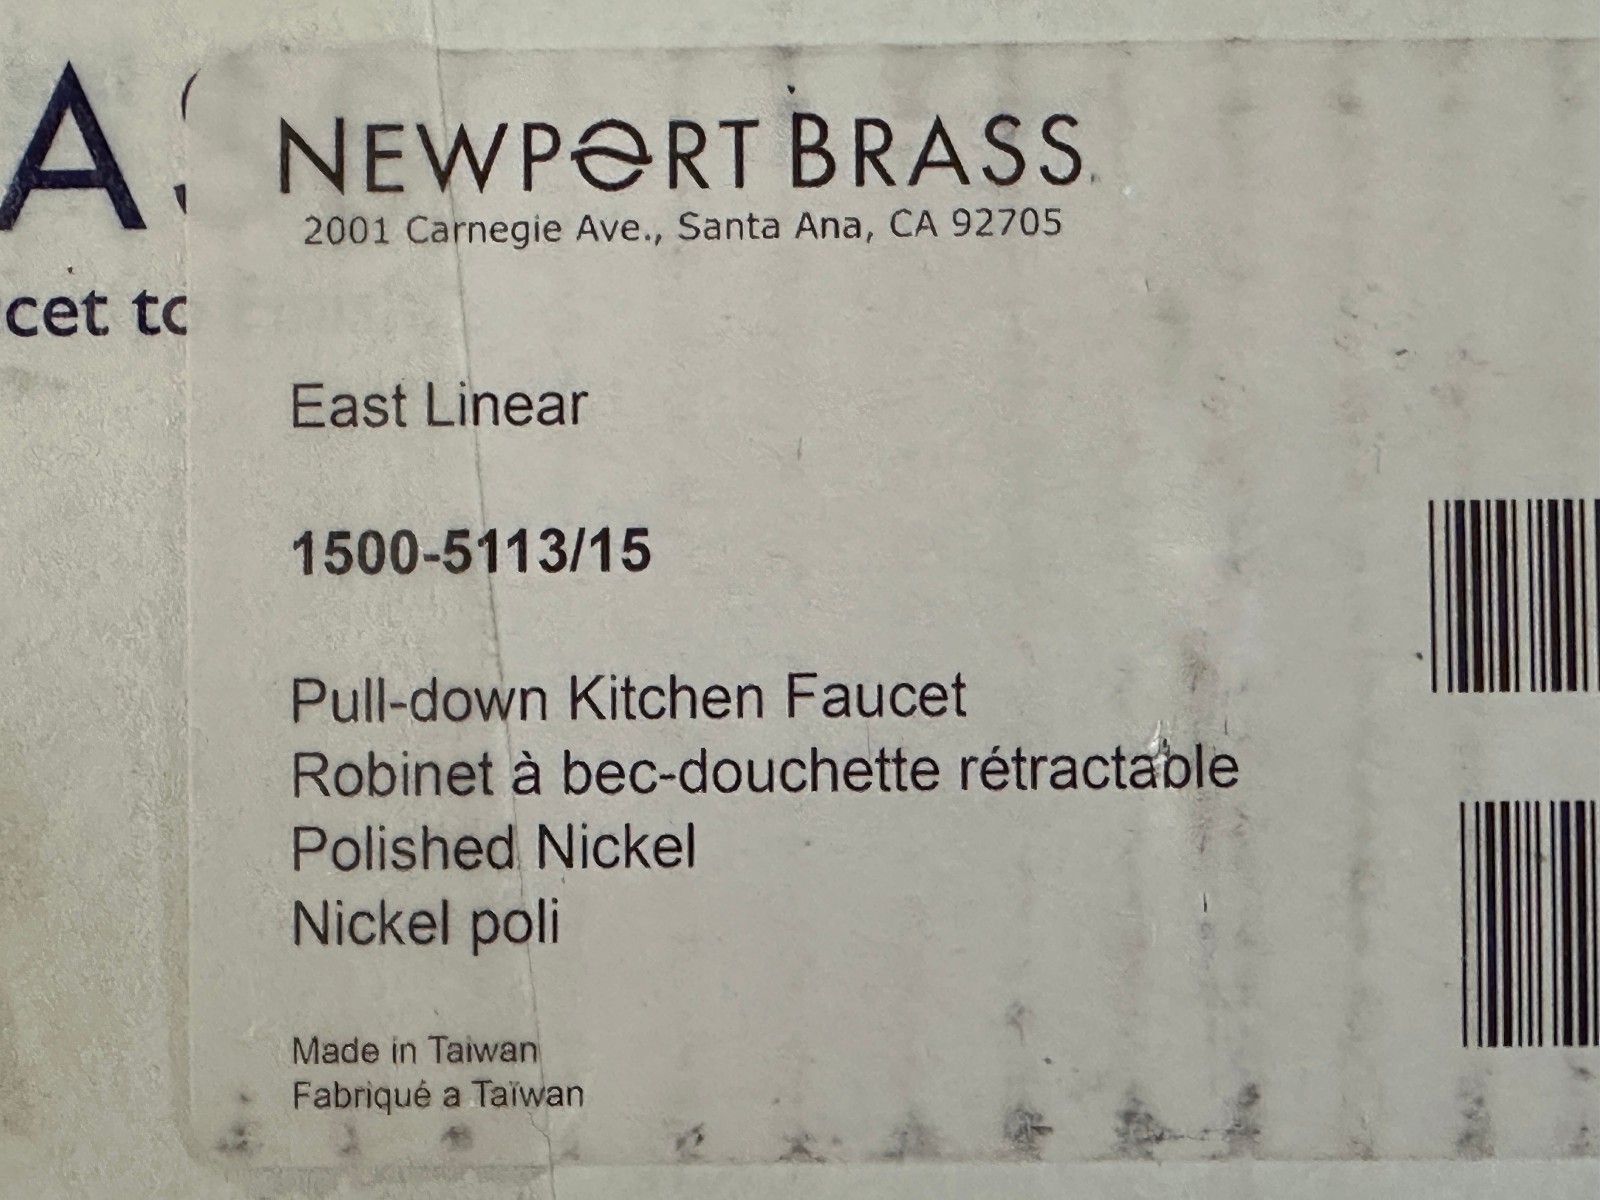 NEWPORT BRASS
2001 Carnegie Ave., Santa Ana, CA 92705
cet
East Linear
1500-5113/15
Pull-down Kitchen Faucet
Robinet à bec-douchette rétractable
Polished Nickel
Nickel poli
Made in Taiwan
Fabriqué a Taïwan